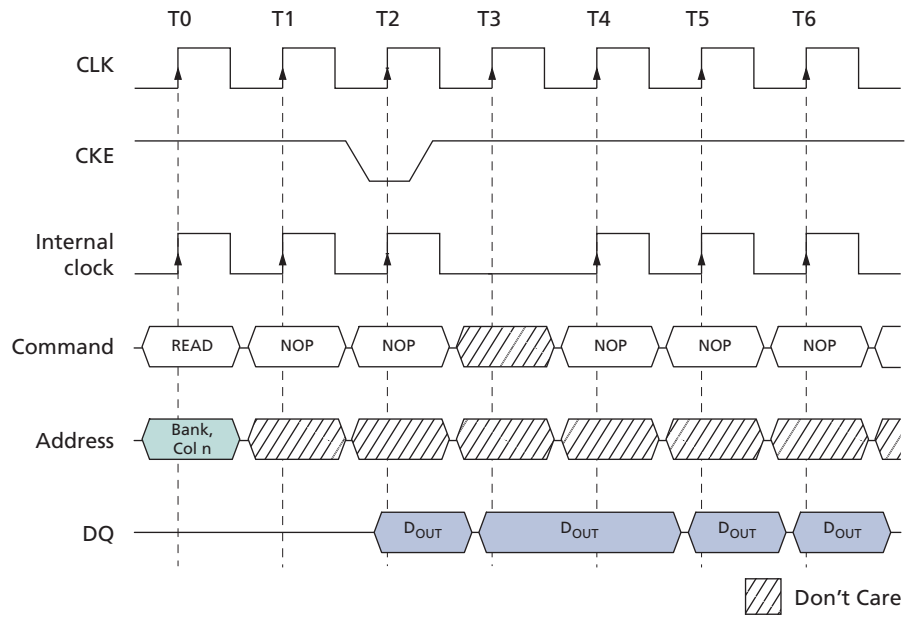 T0 T1 T2 T3 T4 T5 T6
CLK
CKE
Internal
clock
Command READ NOP NOP NOP NOP NOP
Address Bank,
Col n
DQ DOUT DOUT DOUT DOUT
Don't Care